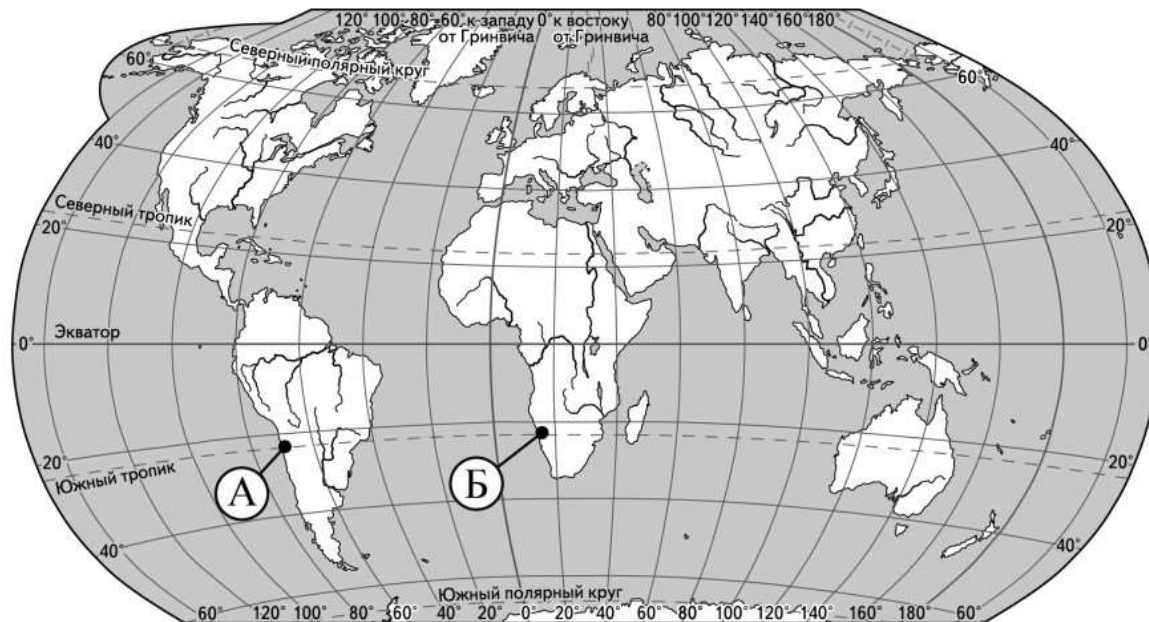 120° 100° 80° 60° к западу 0° к востоку 80° 100° 120° 140° 160° 180°
от Гринвича от Гринвича
60° Северный полярный круг 60°
40° 40°
Северный тропик
20° 20°
Экватор
0° 0°
20° 20°
Южный тропик
А
Б
40° 40°
Южный полярный круг
60° 120° 100° 80° 60° 40° 20° 0° 20° 40° 60° 80° 100° 120° 140° 180° 60°